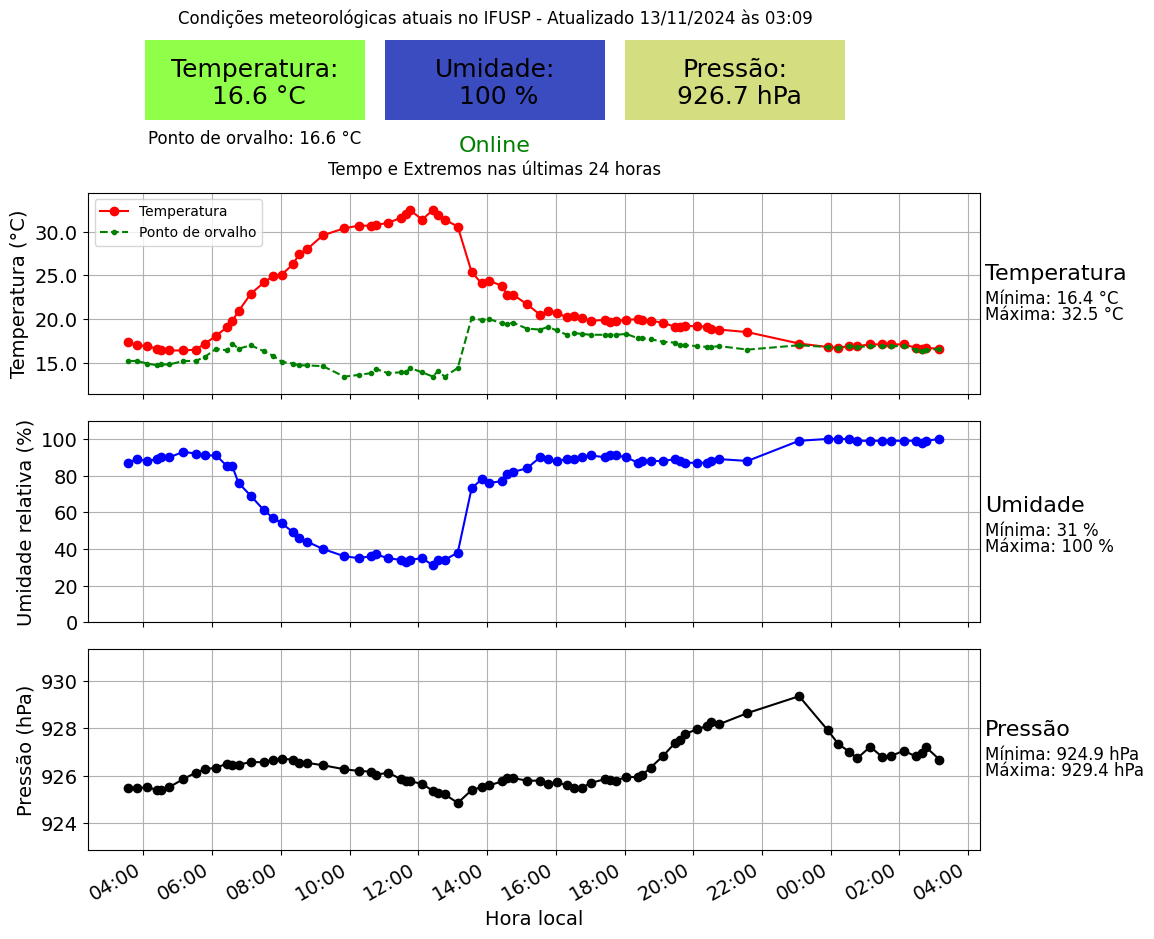 Condições meteorológicas atuais no IFUSP - Atualizado 13/11/2024 às 03:09
Temperatura:
16.6 °C
Umidade:
100 %
Pressão:
926.7 hPa
Ponto de orvalho: 16.6 °C
Online
Tempo e Extremos nas últimas 24 horas
Temperatura (°C)
30.0
25.0
20.0
15.0
Temperatura
Ponto de orvalho
Temperatura
Mínima: 16.4 °C
Máxima: 32.5 °C
Umidade relativa (%)
100
80
60
40
20
0
Umidade
Mínima: 31 %
Máxima: 100 %
Pressão (hPa)
930
928
926
924
Pressão
Mínima: 924.9 hPa
Máxima: 929.4 hPa
04:00 06:00 08:00 10:00 12:00 14:00 16:00 18:00 20:00 22:00 00:00 02:00 04:00
Hora local